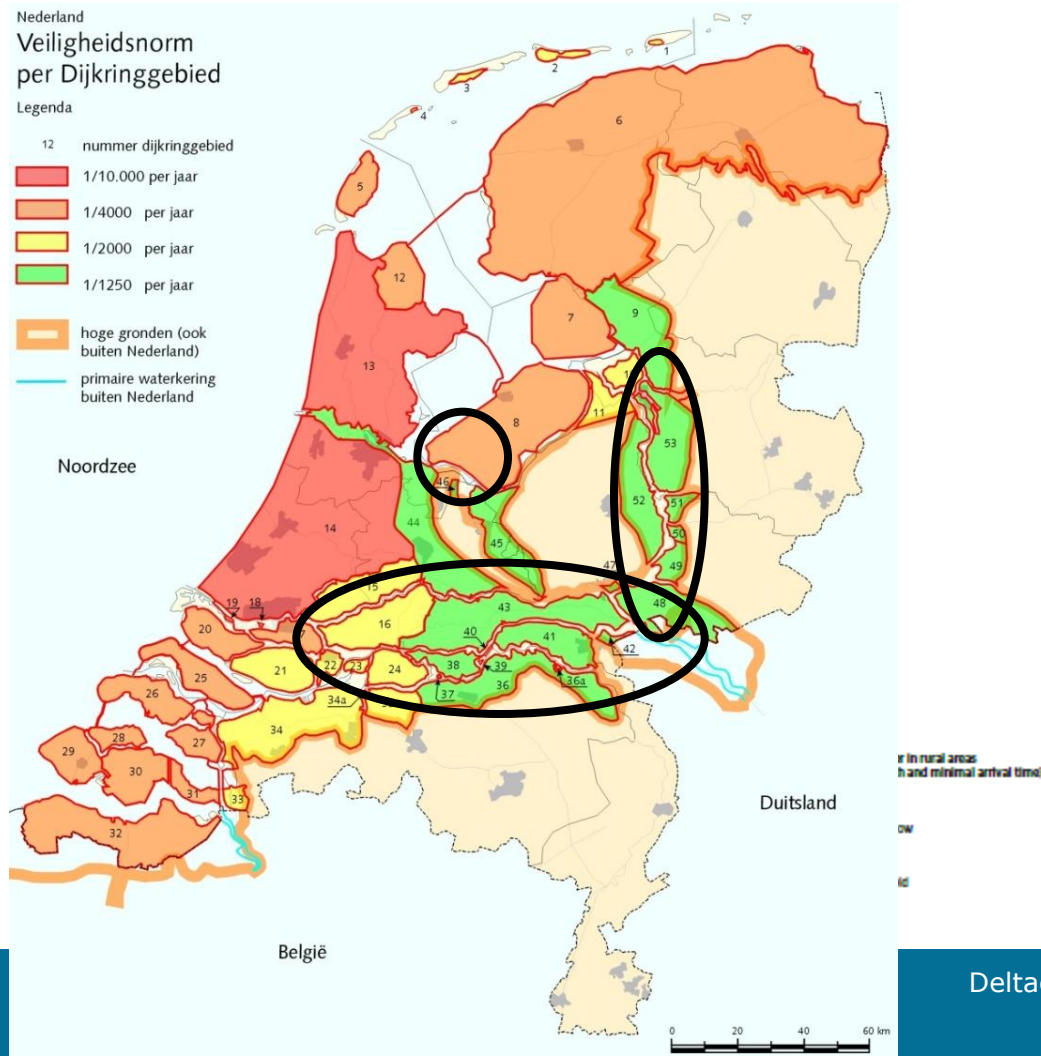 Nederland
Veiligheidsnorm
per Dijkringgebied
Legenda
12 nummer dijkringgebied
1/10.000 per jaar
1/4000 per jaar
1/2000 per jaar
1/1250 per jaar
hoge gronden (ook
buiten Nederland)
primaire waterkering
buiten Nederland
1
2
3
4
5
6
12
7
9
13
8
11
53
46
52
51
14
44
50
45
49
47
48
15
19 18
43
16
20
40
41
42
21
22 23 24
38
39
25
36
36a
37
26
34a
34
28
27
29
30
31
33
32
Noordzee
Duitsland
België
in rural areas
and minimal arrival time)
0 20 40 60 km